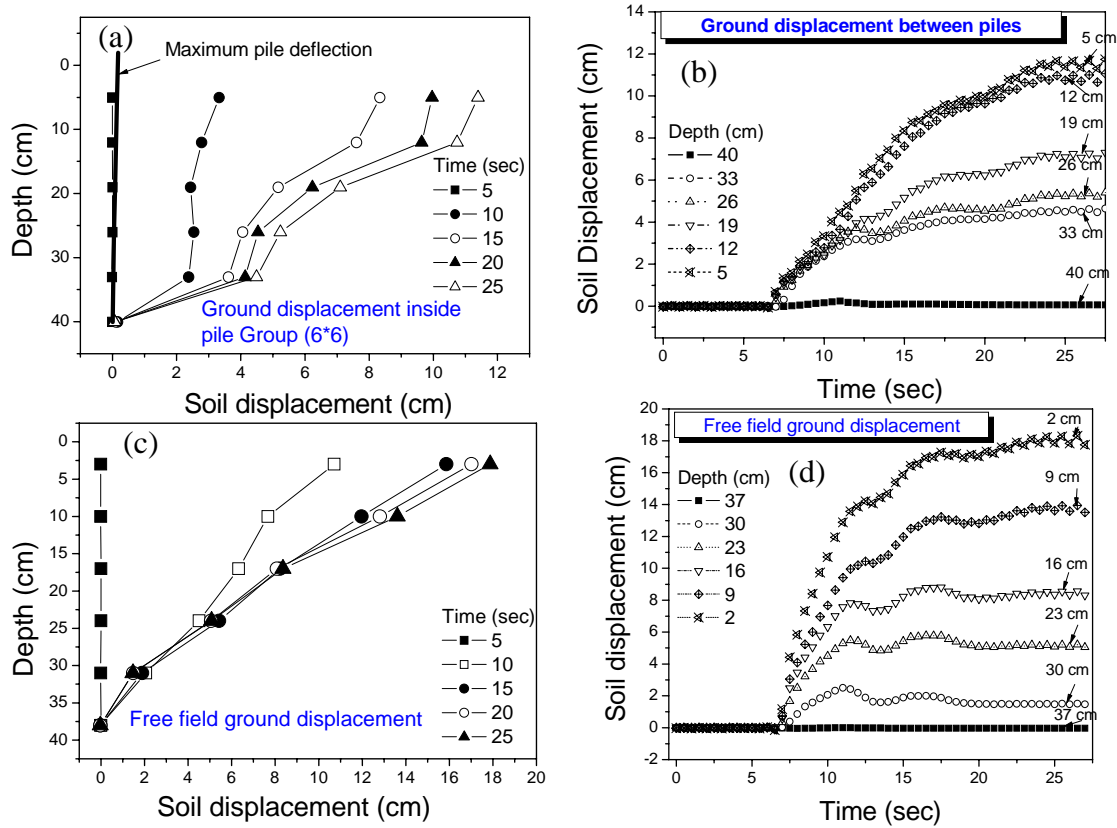 (a)
Maximum pile deflection
0
5
10
15
20
25
30
35
40
Depth (cm)
Time (sec)
5
10
15
20
25
Ground displacement inside
pile Group (6*6)
0 2 4 6 8 10 12
Soil displacement (cm)
Ground displacement between piles
(b)
14
12
10
8
6
4
2
0
Soil Displacement (cm)
Depth (cm)
40
33
26
19
12
5
5 cm
12 cm
19 cm
26 cm
33 cm
40 cm
0 5 10 15 20 25
Time (sec)
(c)
0
5
10
15
20
25
30
35
40
Depth (cm)
Time (sec)
5
10
15
20
25
Free field ground displacement
0 2 4 6 8 10 12 14 16 18 20
Soil displacement (cm)
Free field ground displacement
(d)
20
18
16
14
12
10
8
6
4
2
0
-2
Soil displacement (cm)
Depth (cm)
37
30
23
16
9
2
2 cm
9 cm
16 cm
23 cm
30 cm
37 cm
0 5 10 15 20 25
Time (sec)